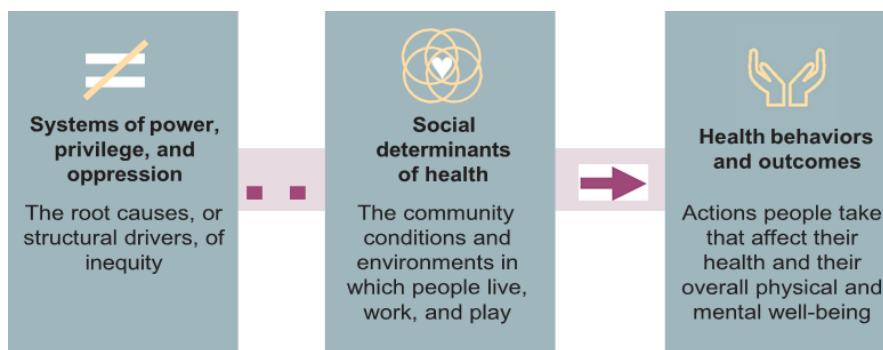 Systems of power,
privilege, and
oppression
The root causes, or
structural drivers, of
inequity
Social
determinants
of health
The community
conditions and
environments in
which people live,
work, and play
Health behaviors
and outcomes
Actions people take
that affect their
health and their
overall physical and
mental well-being